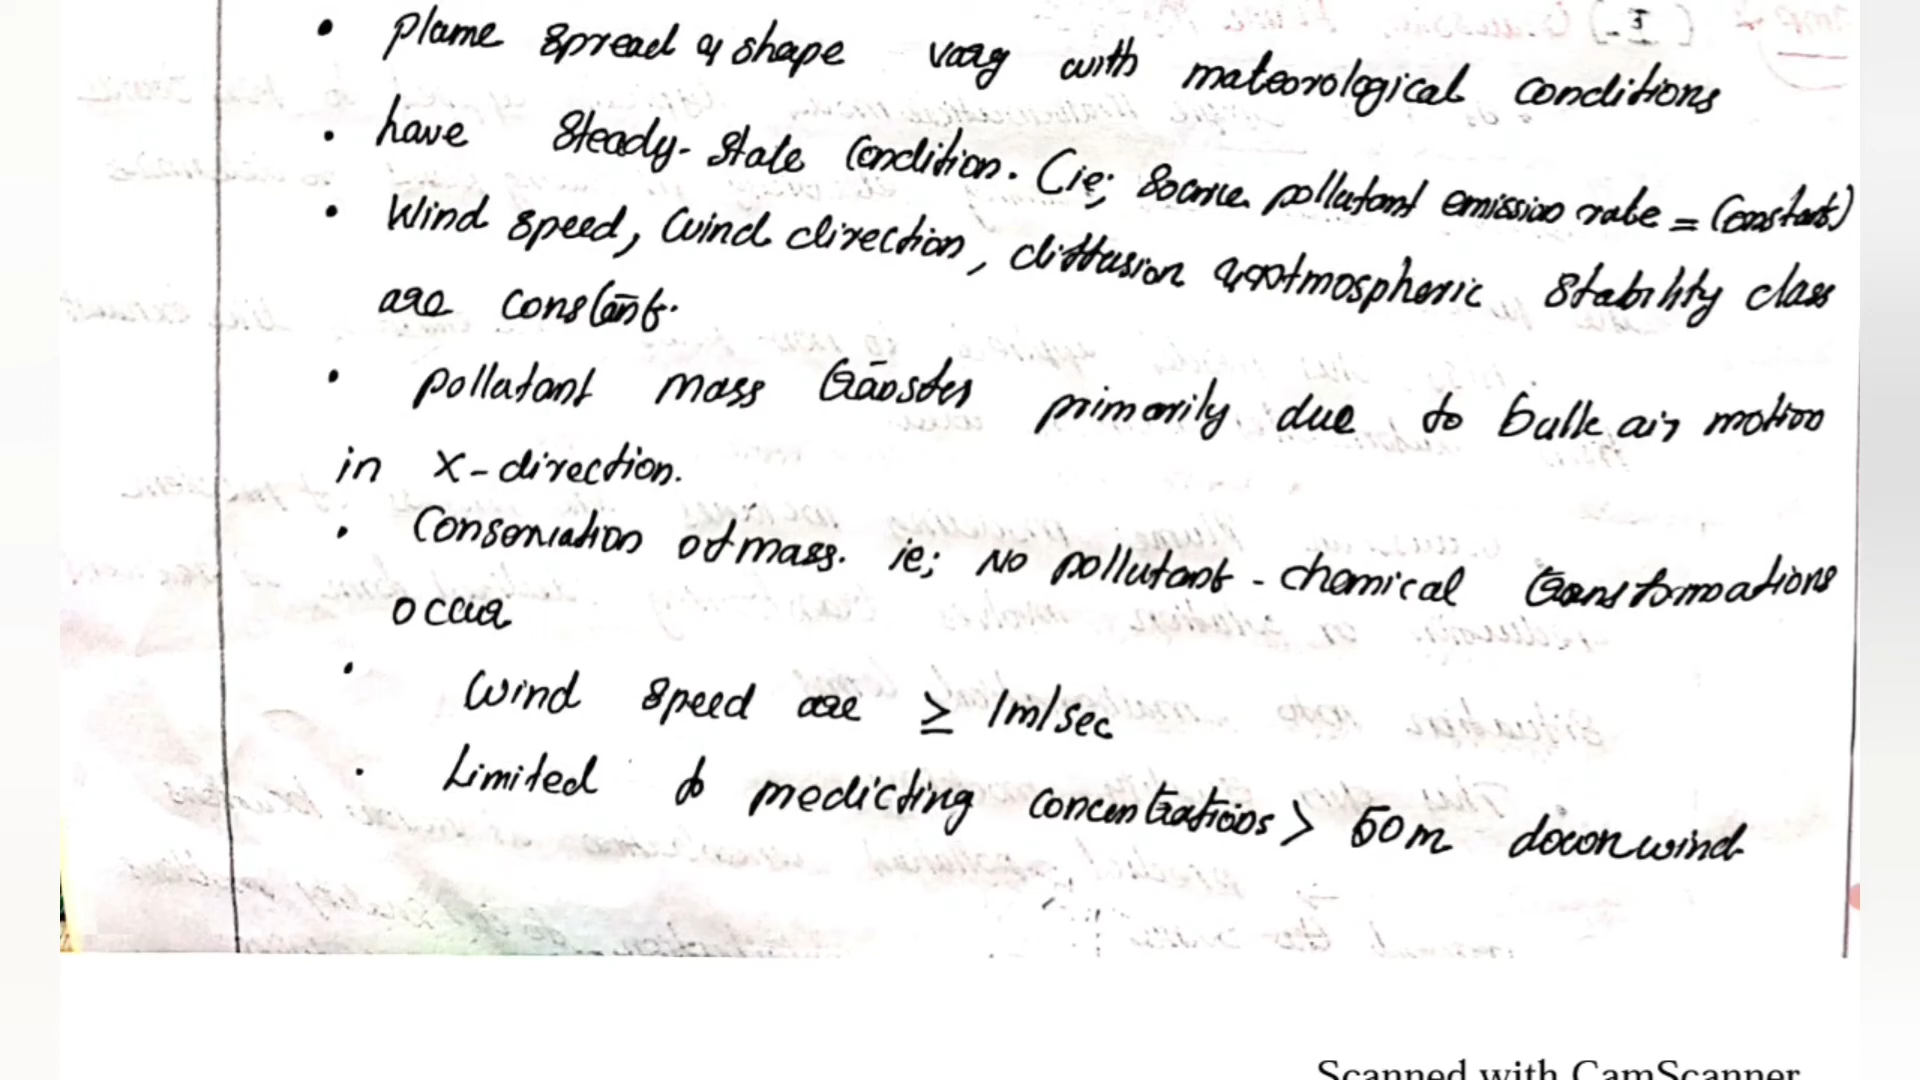 • Plume spread & shape vary with meteorological conditions
• have Steady-State Condition. (ie; Source pollutant emission rate = Constant)
• Wind speed, Wind direction, diffusion & atmospheric Stability class
are constant.
• pollutant mass transfer primarily due to bulk air motion
in X-direction.
• Conservation of mass. ie; No pollutant - chemical transformations
occur
• Wind speed are ≥ 1m/sec
• Limited to predicting concentrations > 50m downwind
Scanned with CamScanner